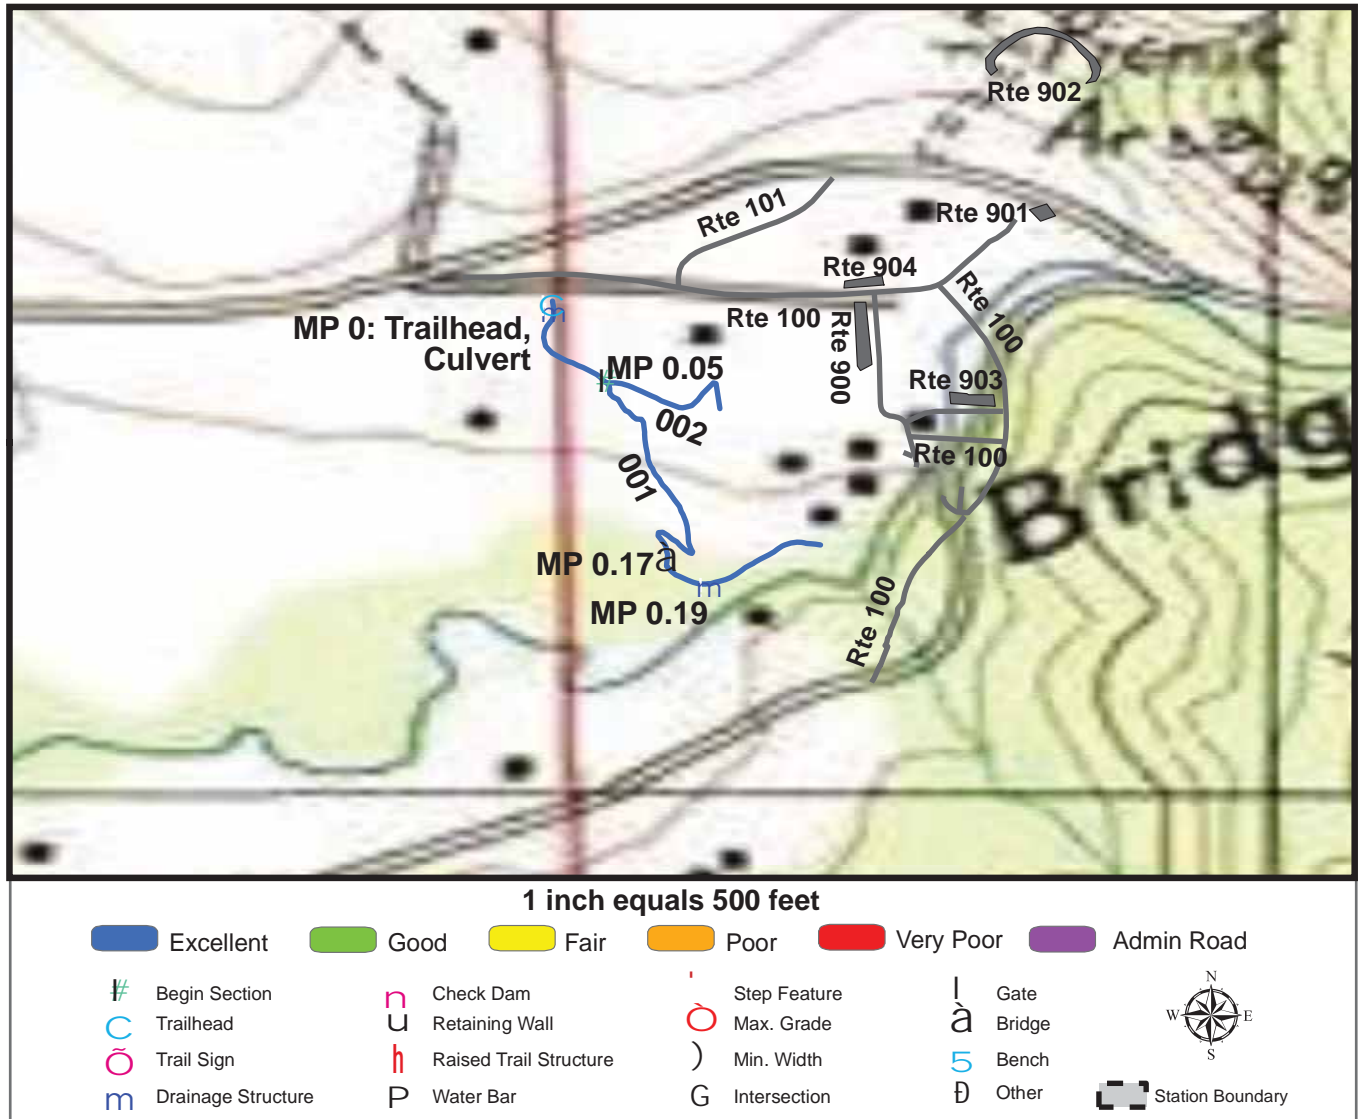 Rte 902
Rte 101
Rte 901
Rte 904
Rte 100
Rte 100
Rte 900
MP 0: Trailhead,
Culvert
MP 0.05
002
Rte 903
Rte 100
001
MP 0.17
MP 0.19
Rte 100
Bridg
1 inch equals 500 feet
Excellent
Good
Fair
Poor
Very Poor
Admin Road
Begin Section
Check Dam
Step Feature
Gate
Trailhead
Retaining Wall
Max. Grade
Bridge
Trail Sign
Raised Trail Structure
Min. Width
Bench
Drainage Structure
Water Bar
Intersection
Other
Station Boundary
N
W
E
S